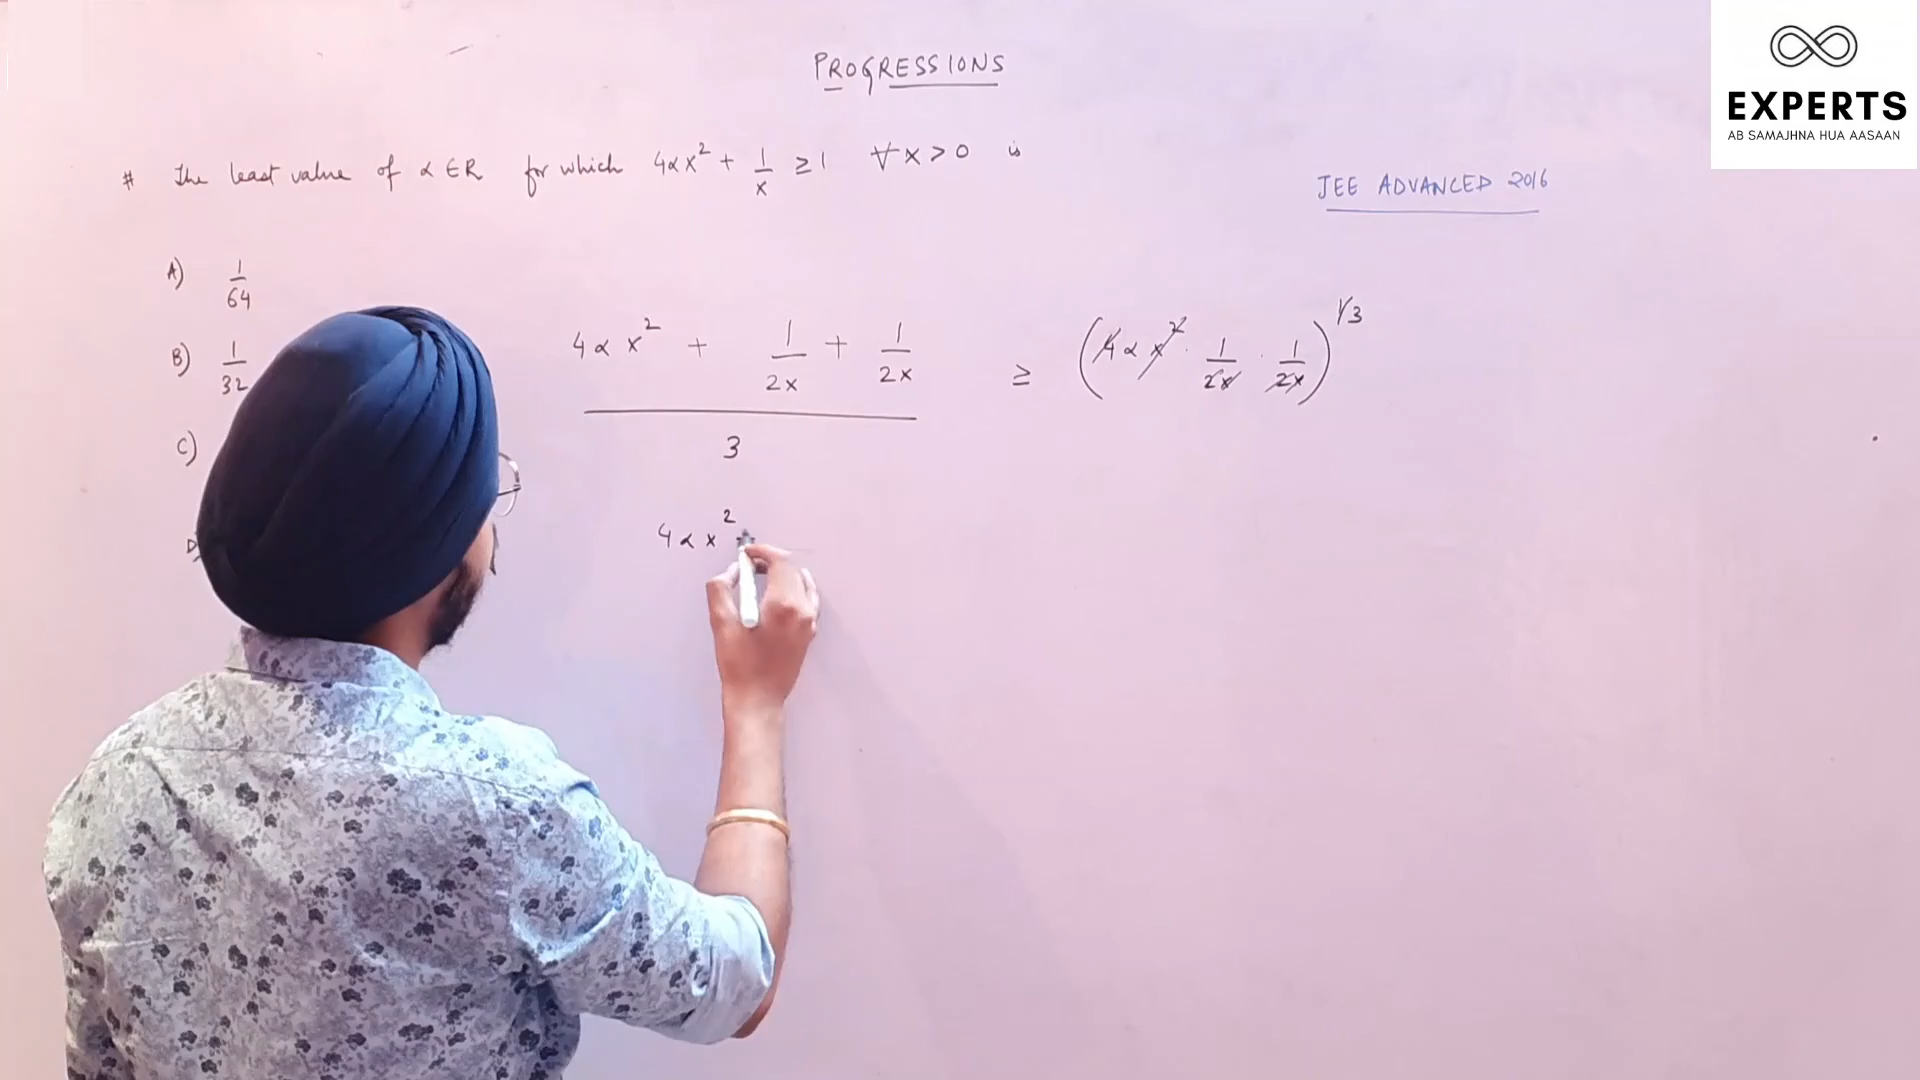 PROGRESSIONS
EXPERTS
AB SAMAJHNA HUA AASAAN
# The least value of α ∈ R for which 4αx² + 1/x ≥ 1 ∀ x > 0 is
JEE ADVANCED 2016
A) 1/64
B) 1/32
C)
D)
4αx² + 1/2x + 1/2x
3
≥ (4αx² · 1/2x · 1/2x)^1/3
4αx²